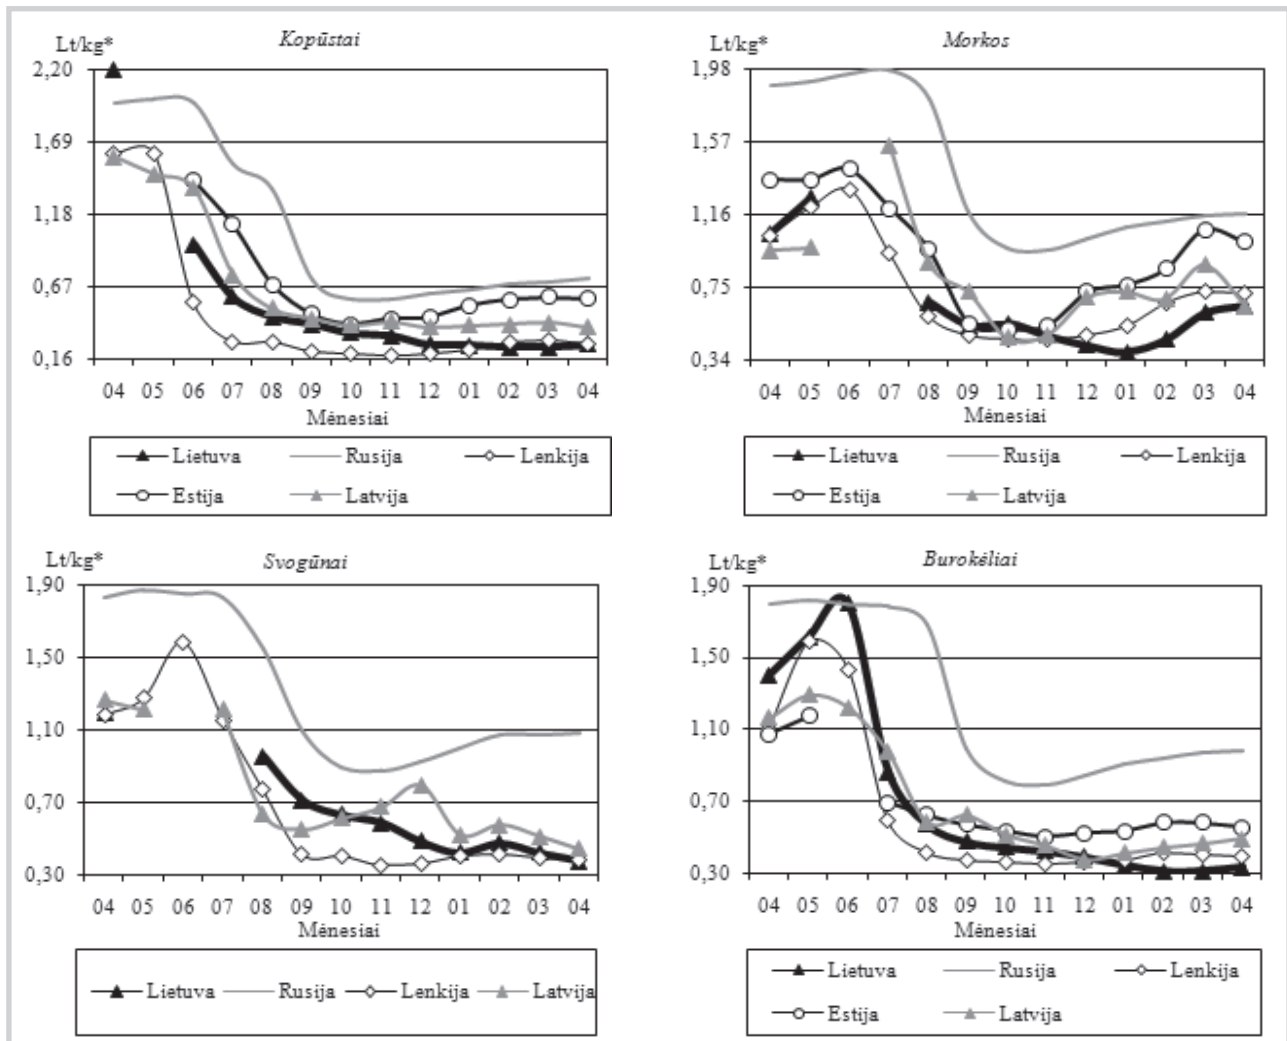 Lt/kg*
Kopūstai
2,20
1,69
1,18
0,67
0,16
04 05 06 07 08 09 10 11 12 01 02 03 04
Mėnesiai
Lietuva Rusija Lenkija
Estija Latvija
Lt/kg*
Morkos
1,98
1,57
1,16
0,75
0,34
04 05 06 07 08 09 10 11 12 01 02 03 04
Mėnesiai
Lietuva Rusija Lenkija
Estija Latvija
Lt/kg*
Svogūnai
1,90
1,50
1,10
0,70
0,30
04 05 06 07 08 09 10 11 12 01 02 03 04
Mėnesiai
Lietuva Rusija Lenkija Latvija
Lt/kg*
Burokėliai
1,90
1,50
1,10
0,70
0,30
04 05 06 07 08 09 10 11 12 01 02 03 04
Mėnesiai
Lietuva Rusija Lenkija
Estija Latvija